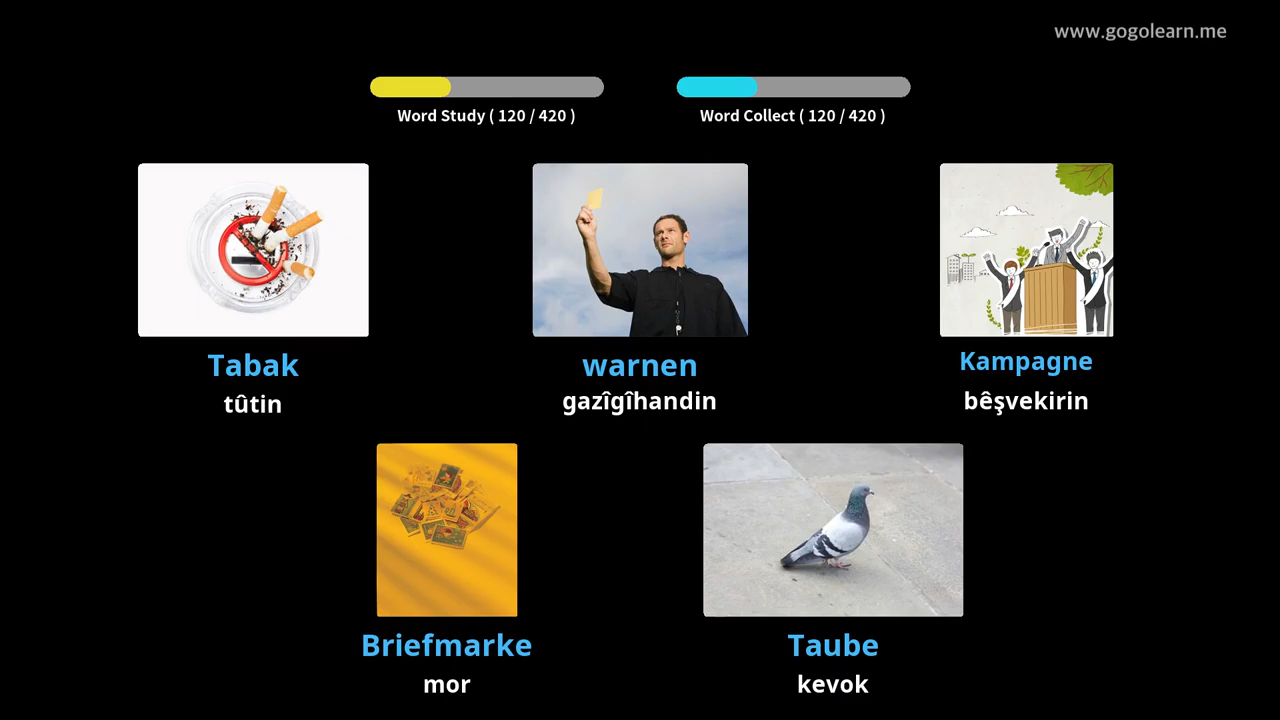 www.gogolearn.me
Word Study ( 120 / 420 )
Word Collect ( 120 / 420 )
Tabak
tûtin
warnen
gazîgîhandin
Kampagne
bêşvekirin
Briefmarke
mor
Taube
kevok